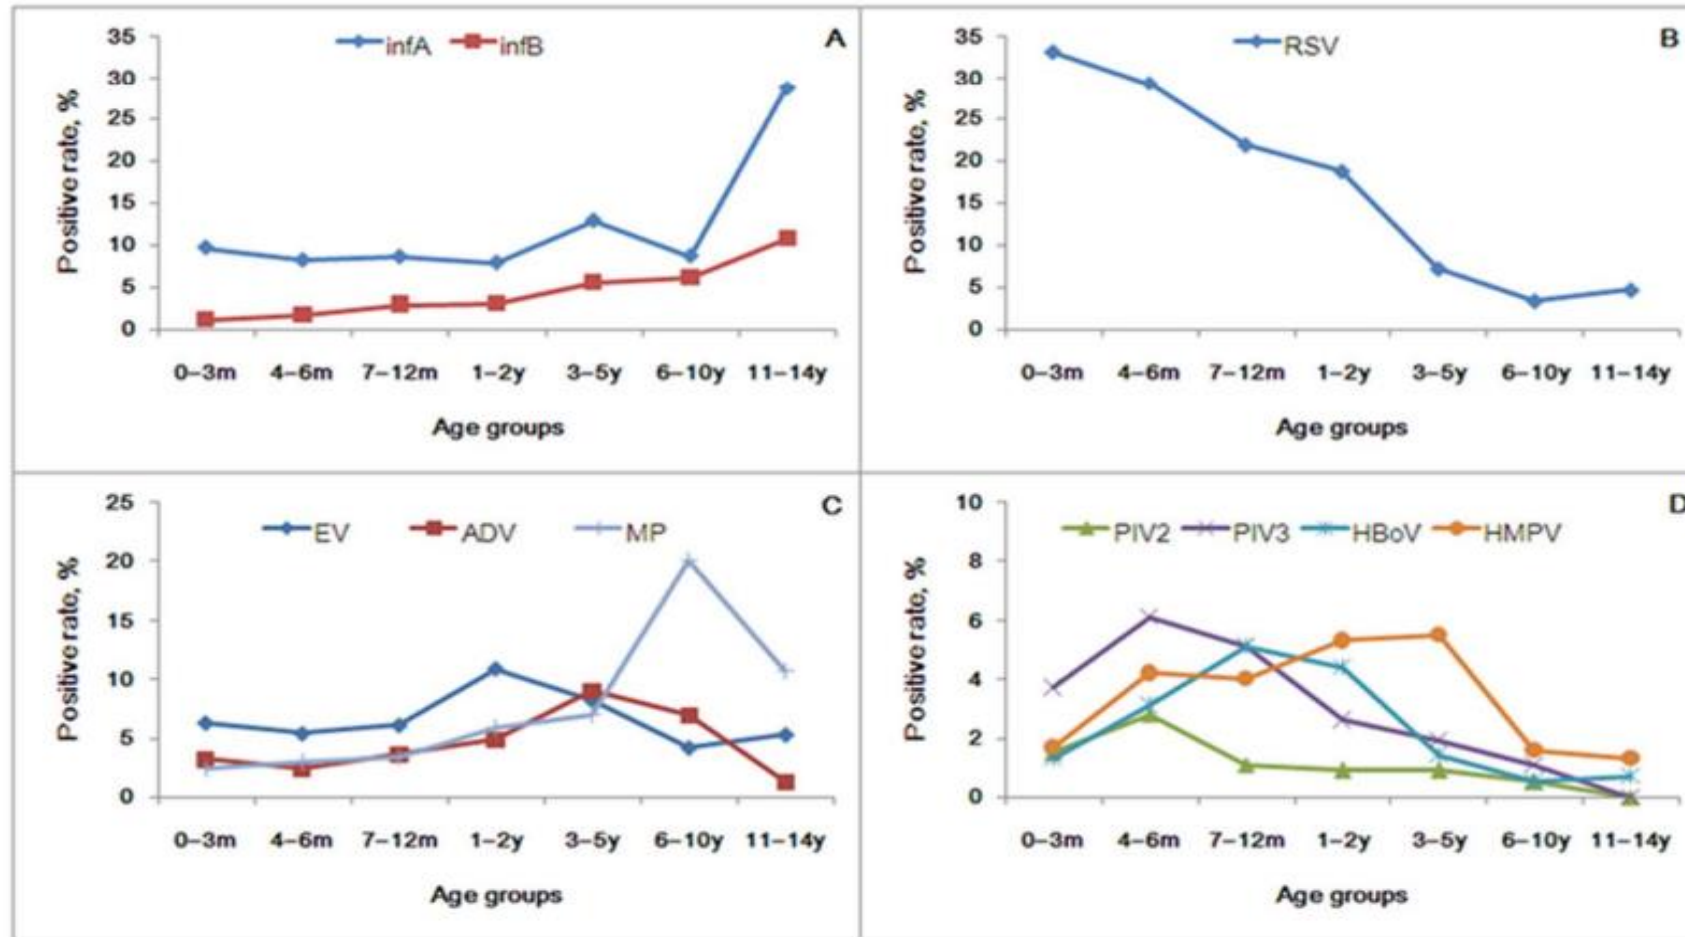 A
infA infB
Positive rate, %
35
30
25
20
15
10
5
0
0–3m 4–6m 7–12m 1–2y 3–5y 6–10y 11–14y
Age groups
B
RSV
Positive rate, %
35
30
25
20
15
10
5
0
0–3m 4–6m 7–12m 1–2y 3–5y 6–10y 11–14y
Age groups
C
EV ADV MP
Positive rate, %
25
20
15
10
5
0
0–3m 4–6m 7–12m 1–2y 3–5y 6–10y 11–14y
Age groups
D
PIV2 PIV3 HBoV HMPV
Positive rate, %
10
8
6
4
2
0
0–3m 4–6m 7–12m 1–2y 3–5y 6–10y 11–14y
Age groups